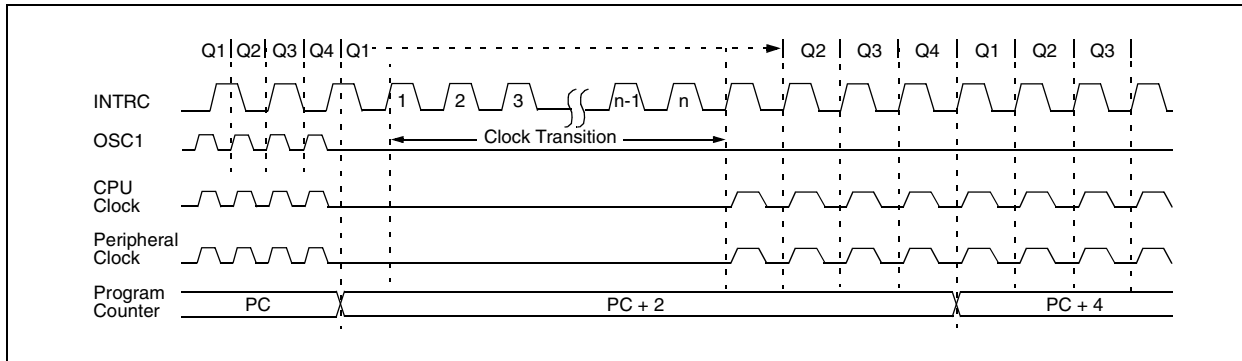 Q1 Q2 Q3 Q4 Q1 Q2 Q3 Q4 Q1 Q2 Q3
INTRC 1 2 3 n-1 n
OSC1 Clock Transition
CPU
Clock
Peripheral
Clock
Program
Counter
PC PC + 2 PC + 4